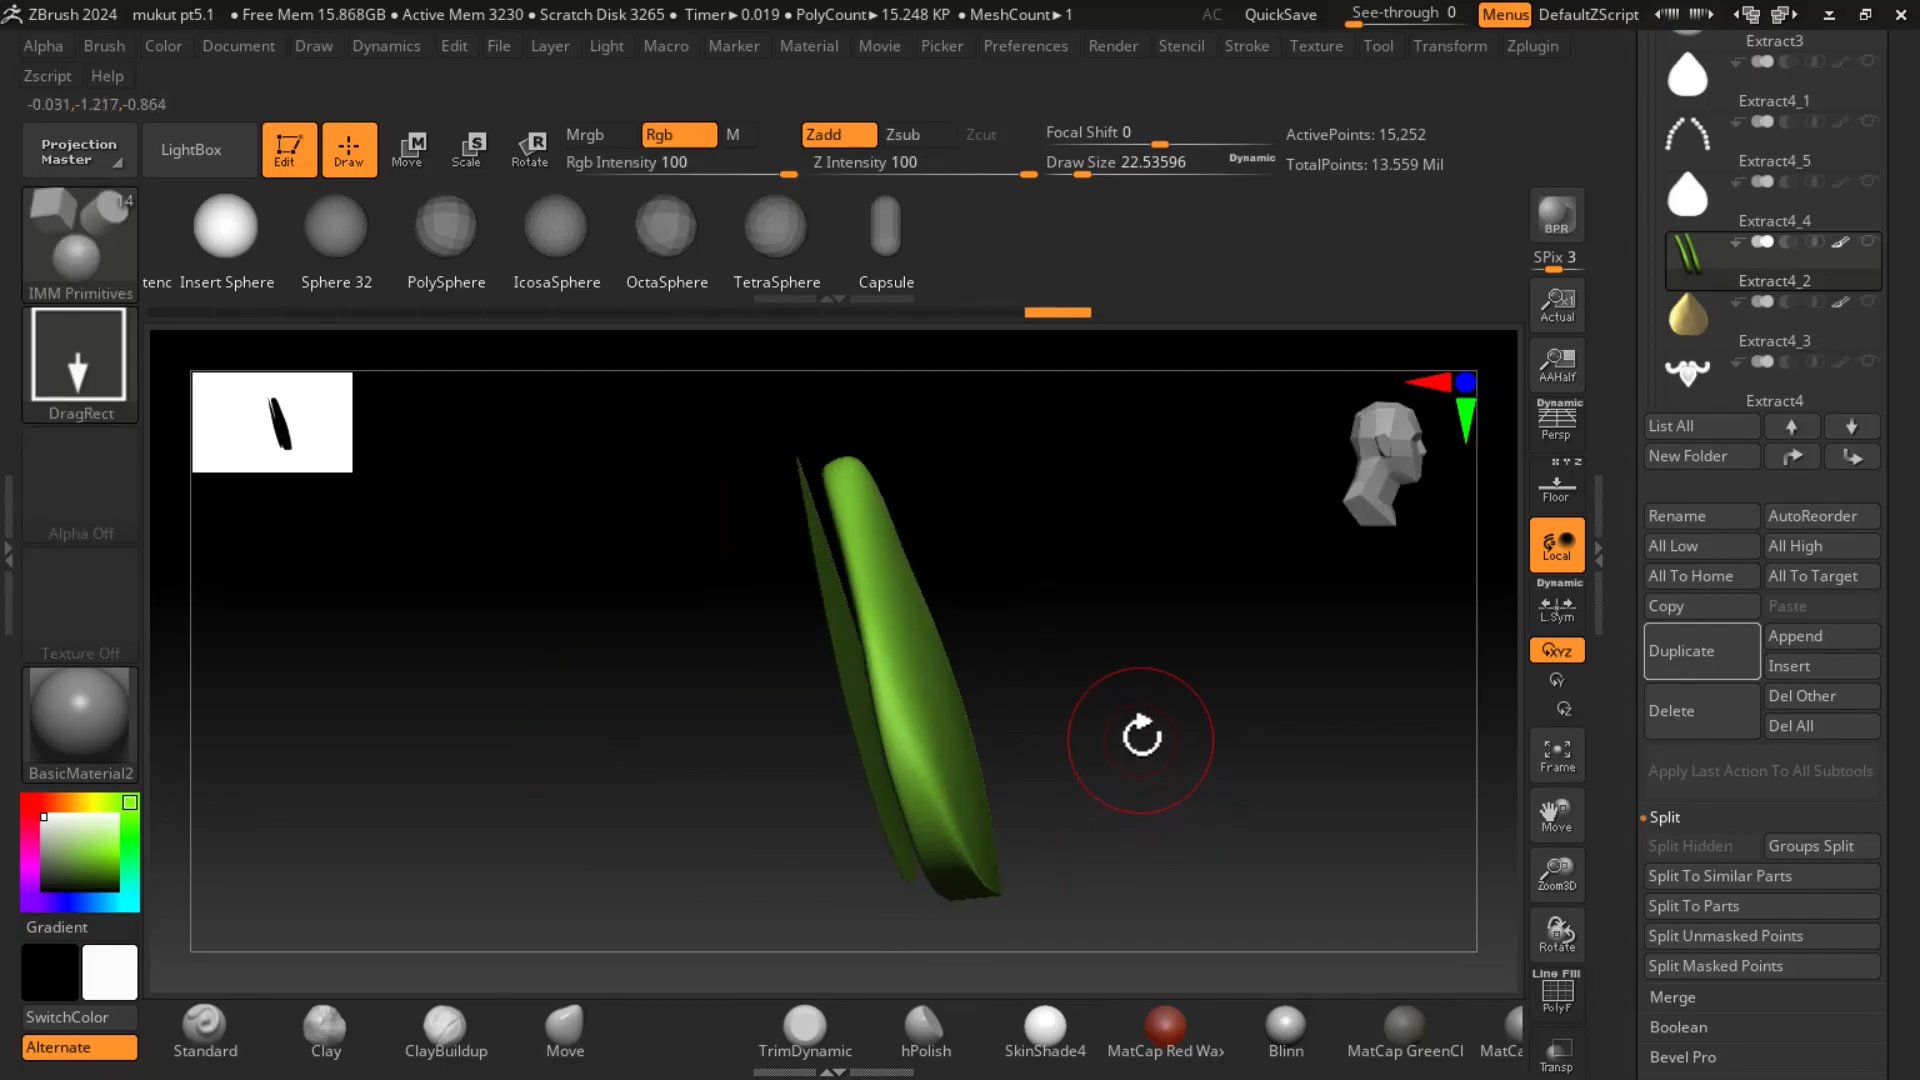 ZBrush 2024 mukut pt5.1 • Free Mem 15.868GB • Active Mem 3230 • Scratch Disk 3265 • Timer►0.019 • PolyCount►15.248 KP • MeshCount►1 AC QuickSave See-through 0 Menus DefaultZScript
Alpha Brush Color Document Draw Dynamics Edit File Layer Light Macro Marker Material Movie Picker Preferences Render Stencil Stroke Texture Tool Transform Zplugin
Zscript Help
-0.031,-1.217,-0.864
Projection
Master
LightBox
Edit
Draw
Move
Scale
Rotate
Mrgb Rgb M
Rgb Intensity 100
Zadd Zsub Zcut
Z Intensity 100
Focal Shift 0
Draw Size 22.53596 Dynamic
ActivePoints: 15,252
TotalPoints: 13.559 Mil
14
IMM Primitives
tenc Insert Sphere Sphere 32 PolySphere IcosaSphere OctaSphere TetraSphere Capsule
DragRect
Alpha Off
Texture Off
BasicMaterial2
Gradient
SwitchColor
Alternate
BPR
SPix 3
Actual
AAHalf
Dynamic
Persp
X Y Z
Floor
Local
Dynamic
L.Sym
XYZ
Y
Z
Frame
Move
Zoom3D
Rotate
Line Fill
PolyF
Transp
Extract3
Extract4_1
Extract4_5
Extract4_4
Extract4_2
Extract4_3
Extract4
List All
New Folder
Rename AutoReorder
All Low All High
All To Home All To Target
Copy Paste
Duplicate Append
Insert
Delete Del Other
Del All
Apply Last Action To All Subtools
Split
Split Hidden Groups Split
Split To Similar Parts
Split To Parts
Split Unmasked Points
Split Masked Points
Merge
Boolean
Bevel Pro
Standard Clay ClayBuildup Move TrimDynamic hPolish SkinShade4 MatCap Red Wax Blinn MatCap GreenCl MatCa